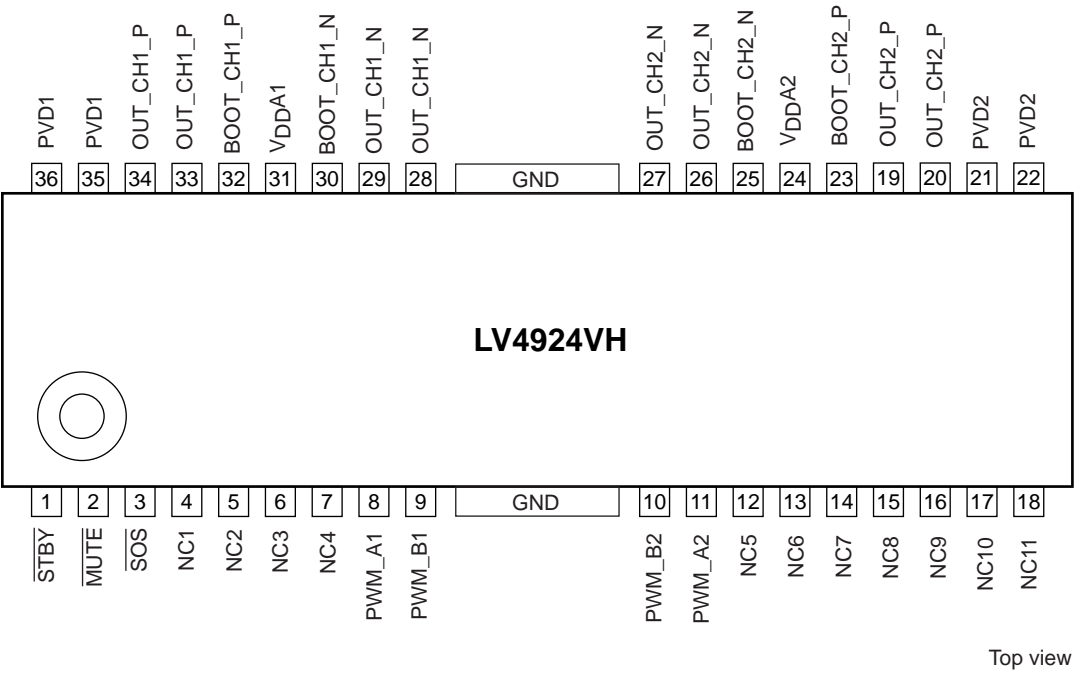 PVD1
PVD1
OUT_CH1_P
OUT_CH1_P
BOOT_CH1_P
VDDA1
BOOT_CH1_N
OUT_CH1_N
OUT_CH1_N
OUT_CH2_N
OUT_CH2_N
BOOT_CH2_N
VDDA2
BOOT_CH2_P
OUT_CH2_P
OUT_CH2_P
PVD2
PVD2
36 35 34 33 32 31 30 29 28 GND 27 26 25 24 23 19 20 21 22
LV4924VH
1 2 3 4 5 6 7 8 9 GND 10 11 12 13 14 15 16 17 18
STBY
MUTE
SOS
NC1
NC2
NC3
NC4
PWM_A1
PWM_B1
PWM_B2
PWM_A2
NC5
NC6
NC7
NC8
NC9
NC10
NC11
Top view